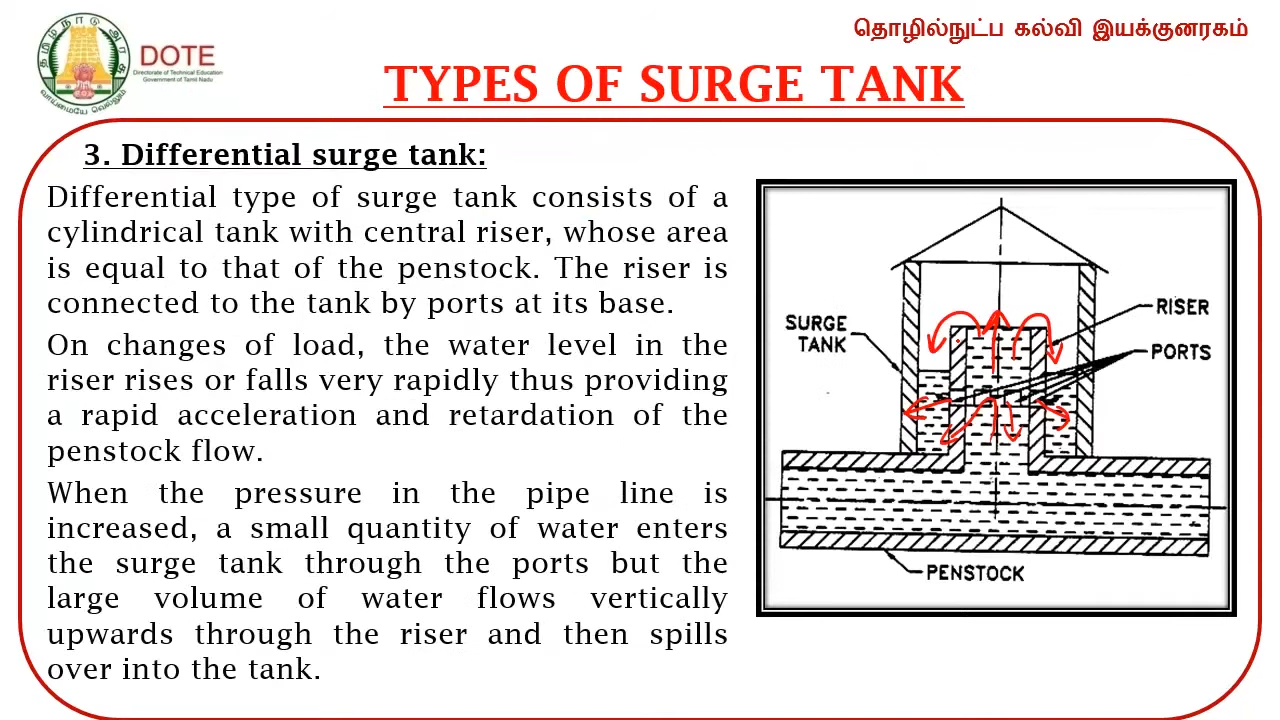 தொழில்நுட்ப கல்வி இயக்குனரகம்
DOTE
Directorate of Technical Education
Government of Tamil Nadu
தமிழ்நாடு அரசு
வாய்மையே வெல்லும்
TYPES OF SURGE TANK
3. Differential surge tank:
Differential type of surge tank consists of a
cylindrical tank with central riser, whose area
is equal to that of the penstock. The riser is
connected to the tank by ports at its base.
On changes of load, the water level in the
riser rises or falls very rapidly thus providing
a rapid acceleration and retardation of the
penstock flow.
When the pressure in the pipe line is
increased, a small quantity of water enters
the surge tank through the ports but the
large volume of water flows vertically
upwards through the riser and then spills
over into the tank.
SURGE
TANK
RISER
PORTS
PENSTOCK